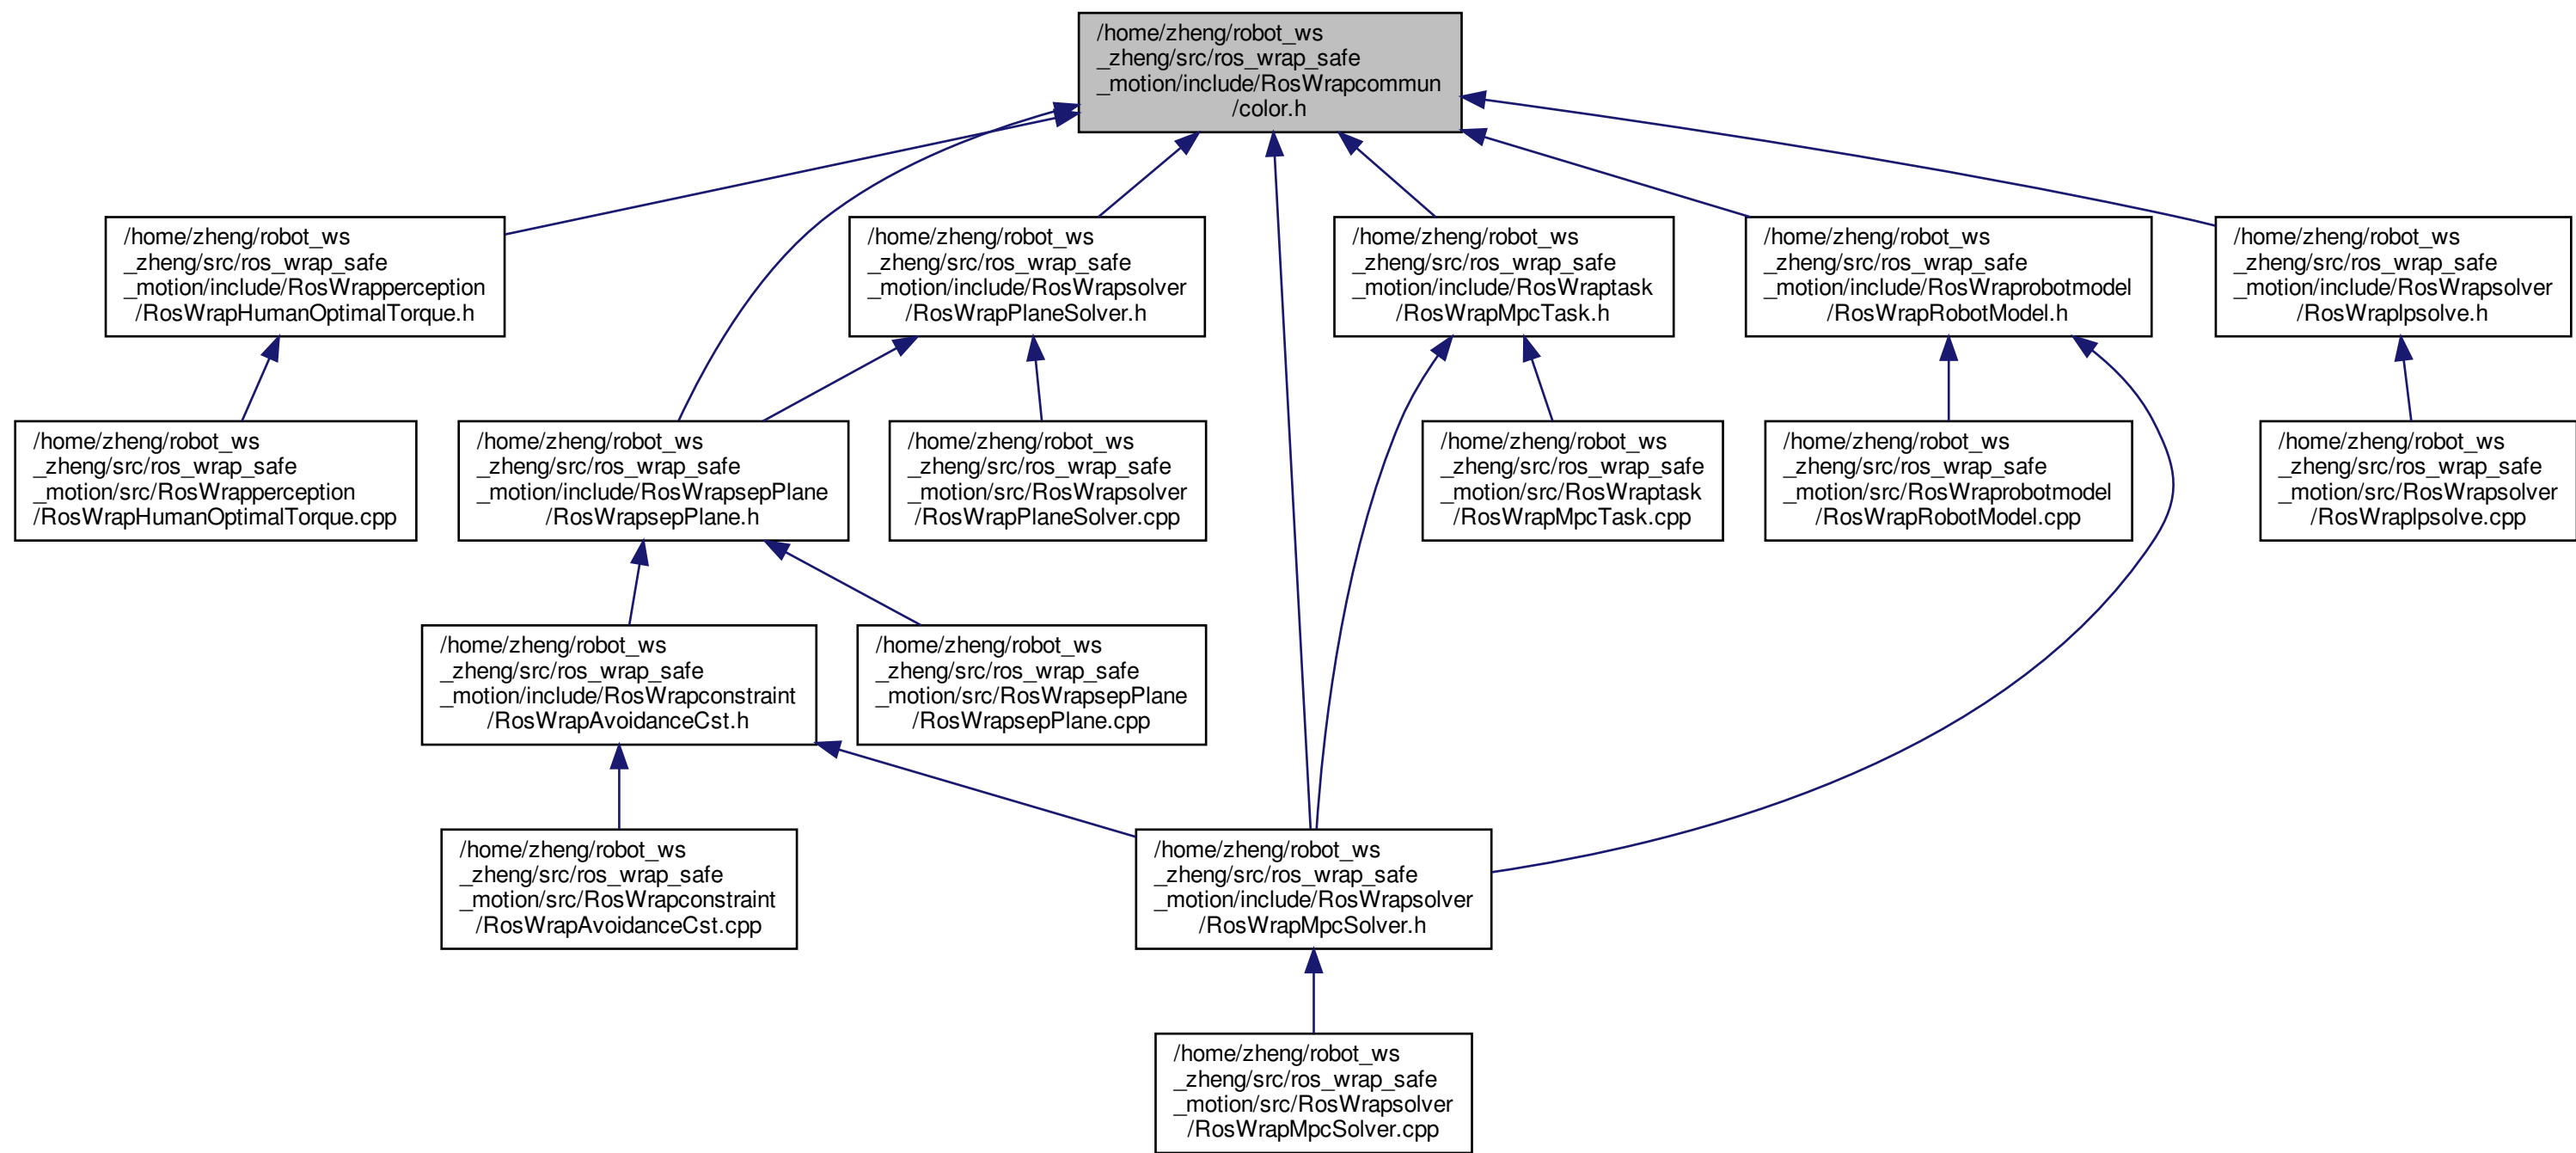 /home/zheng/robot_ws
_zheng/src/ros_wrap_safe
_motion/include/RosWrapcommun
/color.h
/home/zheng/robot_ws
_zheng/src/ros_wrap_safe
_motion/include/RosWrapperception
/RosWrapHumanOptimalTorque.h
/home/zheng/robot_ws
_zheng/src/ros_wrap_safe
_motion/include/RosWrapsolver
/RosWrapPlaneSolver.h
/home/zheng/robot_ws
_zheng/src/ros_wrap_safe
_motion/include/RosWraptask
/RosWrapMpcTask.h
/home/zheng/robot_ws
_zheng/src/ros_wrap_safe
_motion/include/RosWraprobotmodel
/RosWrapRobotModel.h
/home/zheng/robot_ws
_zheng/src/ros_wrap_safe
_motion/include/RosWrapsolver
/RosWraplpsolve.h
/home/zheng/robot_ws
_zheng/src/ros_wrap_safe
_motion/src/RosWrapperception
/RosWrapHumanOptimalTorque.cpp
/home/zheng/robot_ws
_zheng/src/ros_wrap_safe
_motion/include/RosWrapsepPlane
/RosWrapsepPlane.h
/home/zheng/robot_ws
_zheng/src/ros_wrap_safe
_motion/src/RosWrapsolver
/RosWrapPlaneSolver.cpp
/home/zheng/robot_ws
_zheng/src/ros_wrap_safe
_motion/src/RosWraptask
/RosWrapMpcTask.cpp
/home/zheng/robot_ws
_zheng/src/ros_wrap_safe
_motion/src/RosWraprobotmodel
/RosWrapRobotModel.cpp
/home/zheng/robot_ws
_zheng/src/ros_wrap_safe
_motion/src/RosWrapsolver
/RosWraplpsolve.cpp
/home/zheng/robot_ws
_zheng/src/ros_wrap_safe
_motion/include/RosWrapconstraint
/RosWrapAvoidanceCst.h
/home/zheng/robot_ws
_zheng/src/ros_wrap_safe
_motion/src/RosWrapsepPlane
/RosWrapsepPlane.cpp
/home/zheng/robot_ws
_zheng/src/ros_wrap_safe
_motion/src/RosWrapconstraint
/RosWrapAvoidanceCst.cpp
/home/zheng/robot_ws
_zheng/src/ros_wrap_safe
_motion/include/RosWrapsolver
/RosWrapMpcSolver.h
/home/zheng/robot_ws
_zheng/src/ros_wrap_safe
_motion/src/RosWrapsolver
/RosWrapMpcSolver.cpp